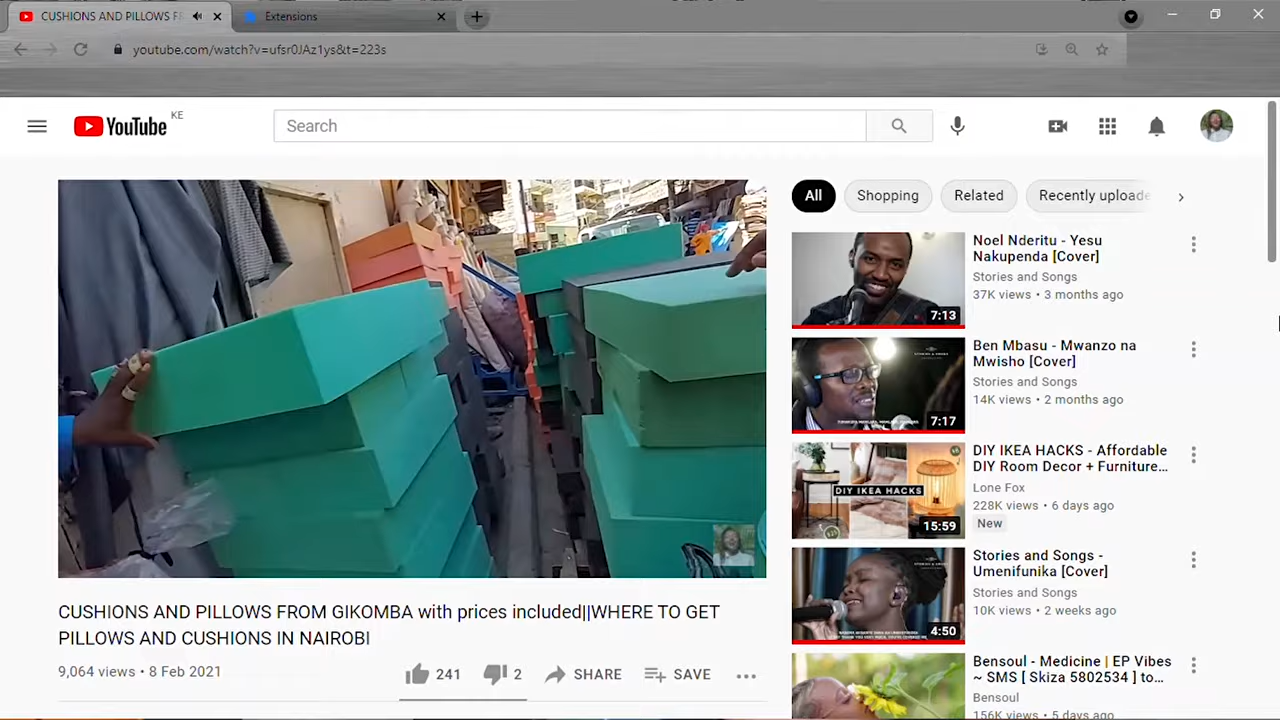 CUSHIONS AND PILLOWS F
Extensions
youtube.com/watch?v=ufsr0JAz1ys&t=223s
YouTube KE
Search
All
Shopping
Related
Recently uploade
Noel Nderitu - Yesu
Nakupenda [Cover]
Stories and Songs
37K views • 3 months ago
7:13
Ben Mbasu - Mwanzo na
Mwisho [Cover]
Stories and Songs
14K views • 2 months ago
7:17
DIY IKEA HACKS
DIY IKEA HACKS - Affordable
DIY Room Decor + Furniture...
Lone Fox
228K views • 6 days ago
New
15:59
Stories and Songs -
Umenifunika [Cover]
Stories and Songs
10K views • 2 weeks ago
4:50
Bensoul - Medicine | EP Vibes
~ SMS [ Skiza 5802534 ] to...
Bensoul
156K views • 5 days ago
CUSHIONS AND PILLOWS FROM GIKOMBA with prices included||WHERE TO GET
PILLOWS AND CUSHIONS IN NAIROBI
9,064 views • 8 Feb 2021
241
2
SHARE
SAVE